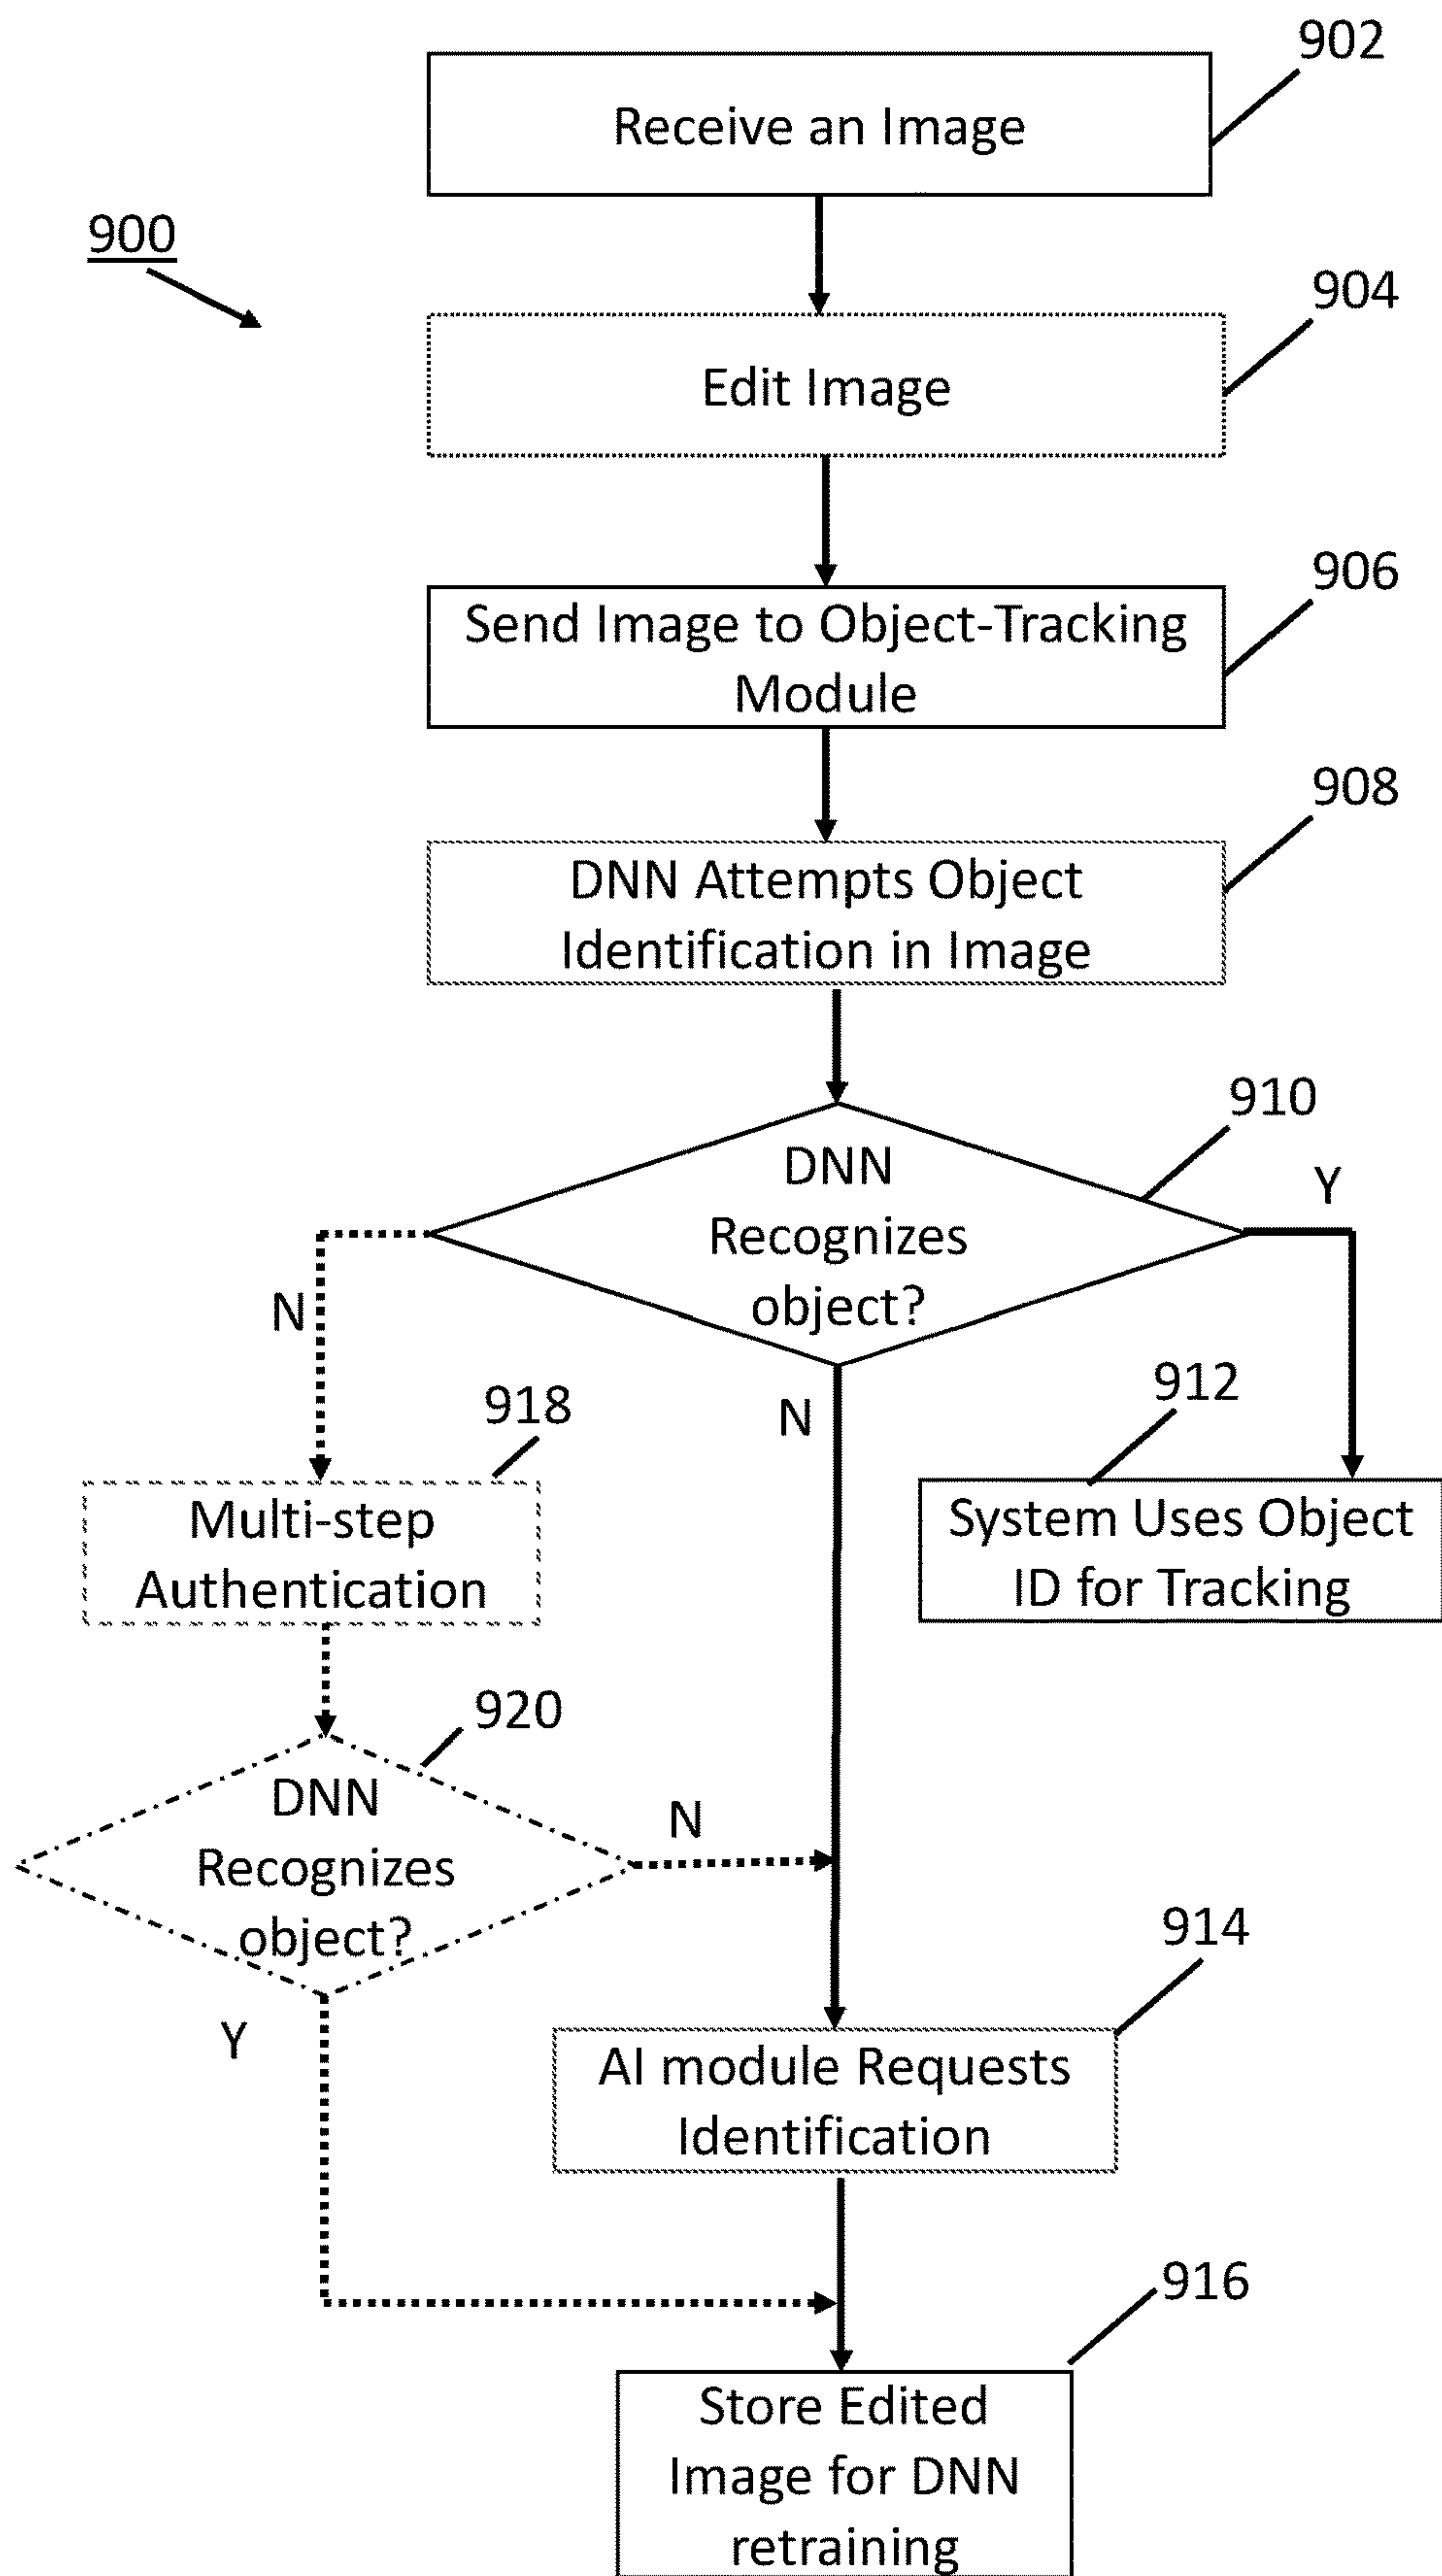 902
Receive an Image
900
904
Edit Image
906
Send Image to Object-Tracking
Module
908
DNN Attempts Object
Identification in Image
910
DNN
Recognizes
object?
Y
N
N
912
918
System Uses Object
ID for Tracking
Multi-step
Authentication
920
DNN
Recognizes
object?
N
Y
914
AI module Requests
Identification
916
Store Edited
Image for DNN
retraining